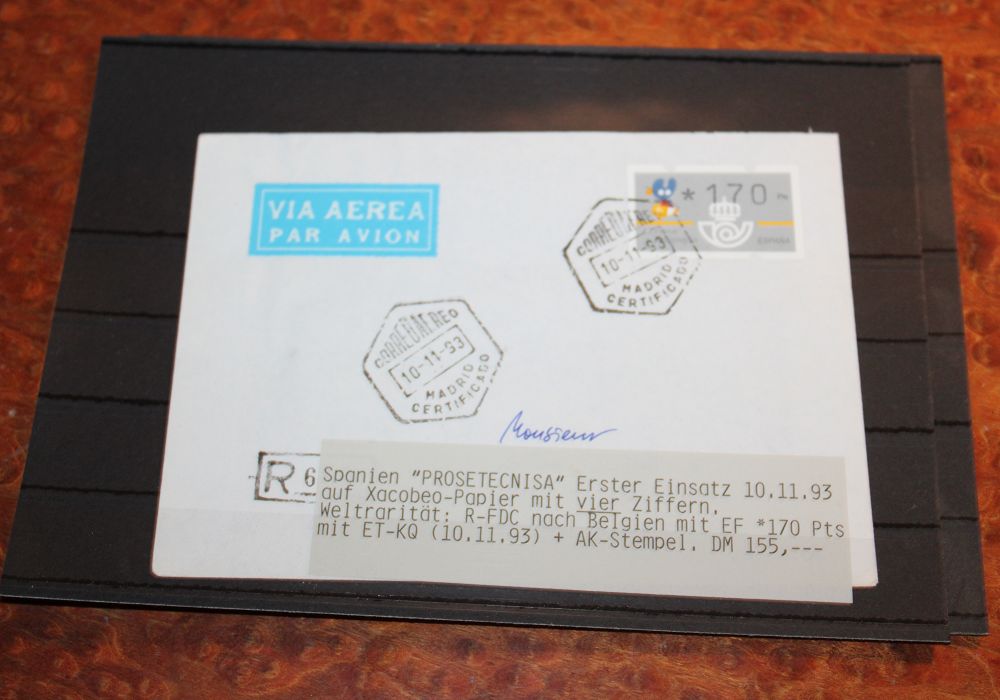 VIA AEREA
PAR AVION
* 170 PTS
ESPAÑA
CORREO AEREO
10-11-93
MADRID
CERTIFICADO
CORREO AEREO
10-11-93
MADRID
CERTIFICADO
Monsieur
R 6
Spanien "PROSETECNISA" Erster Einsatz 10.11.93
auf Xacobeo-Papier mit vier Ziffern.
Weltrarität: R-FDC nach Belgien mit EF *170 Pts
mit ET-KQ (10.11.93) + AK-Stempel. DM 155,---